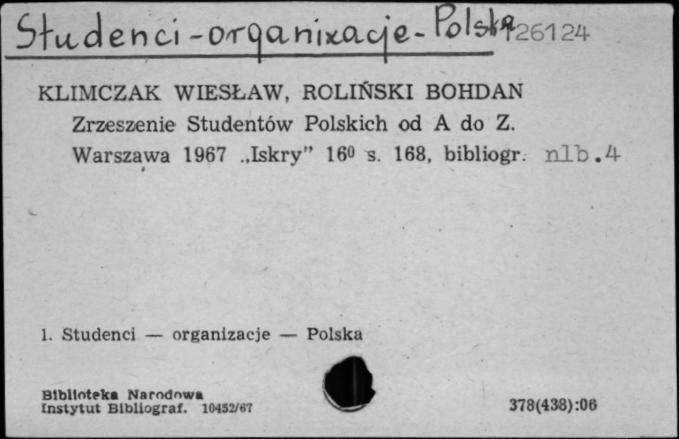 Studenci - organizacje - Polska 726124
KLIMCZAK WIESŁAW, ROLIŃSKI BOHDAN
Zrzeszenie Studentów Polskich od A do Z.
Warszawa 1967 „Iskry” 16⁰ s. 168, bibliogr. nlb.4
1. Studenci — organizacje — Polska
Biblioteka Narodowa
Instytut Bibliograf. 10452/67
378(438):06